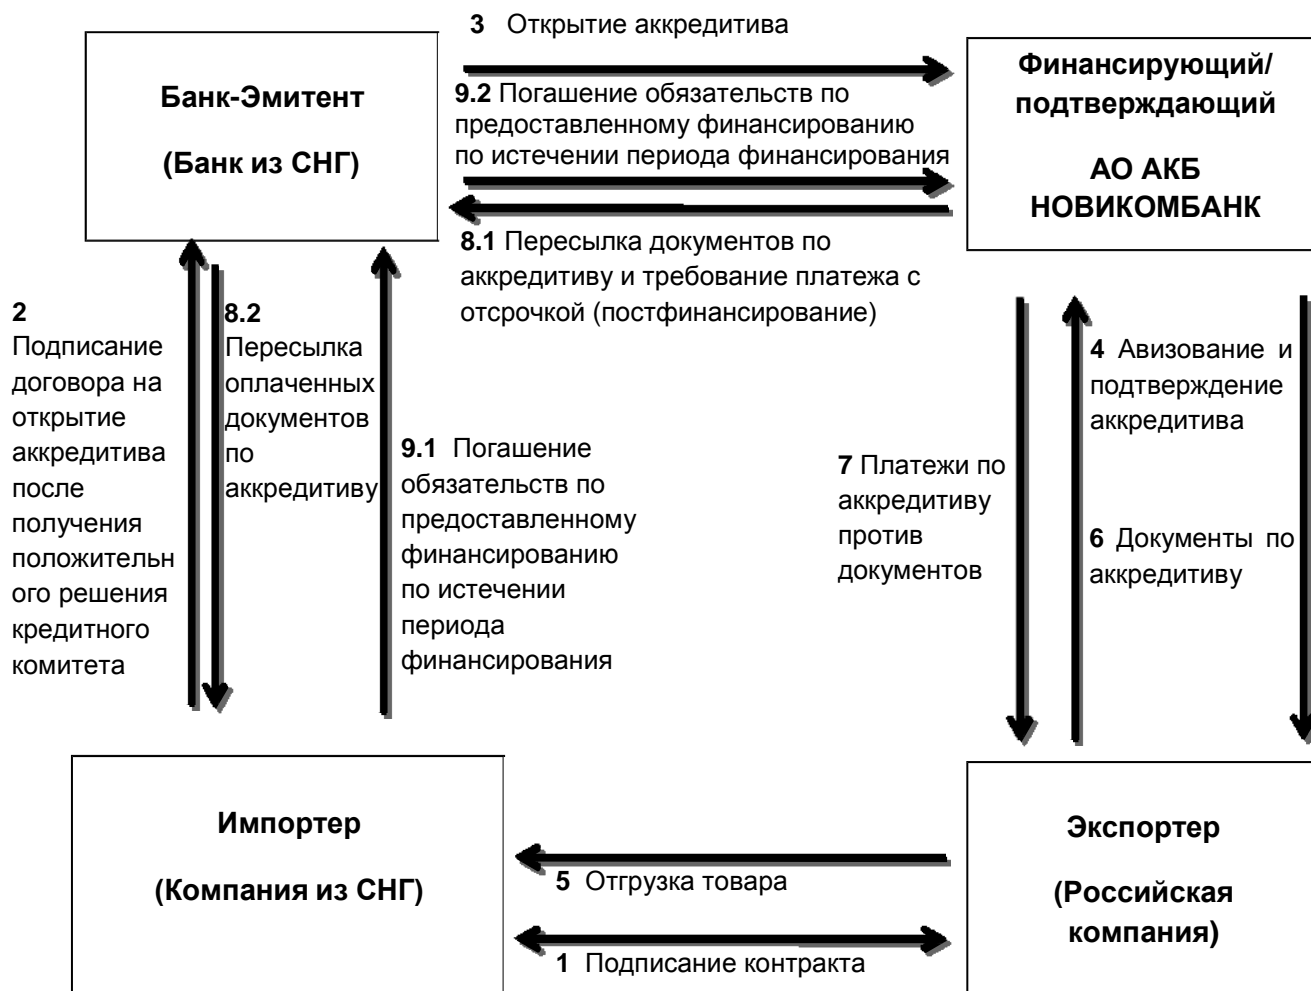 3 Открытие аккредитива
Банк-Эмитент
(Банк из СНГ)
Финансирующий/
подтверждающий
АО АКБ
НОВИКОМБАНК
9.2 Погашение обязательств по
предоставленному финансированию
по истечении периода финансирования
8.1 Пересылка документов по
аккредитиву и требование платежа с
отсрочкой (постфинансирование)
2
Подписание
договора на
открытие
аккредитива
после
получения
положительн
ого решения
кредитного
комитета
8.2
Пересылка
оплаченных
документов
по
аккредитиву
9.1 Погашение
обязательств по
предоставленному
финансированию
по истечении
периода
финансирования
7 Платежи по
аккредитиву
против
документов
4 Авизование и
подтверждение
аккредитива
6 Документы по
аккредитиву
Импортер
(Компания из СНГ)
5 Отгрузка товара
1 Подписание контракта
Экспортер
(Российская
компания)